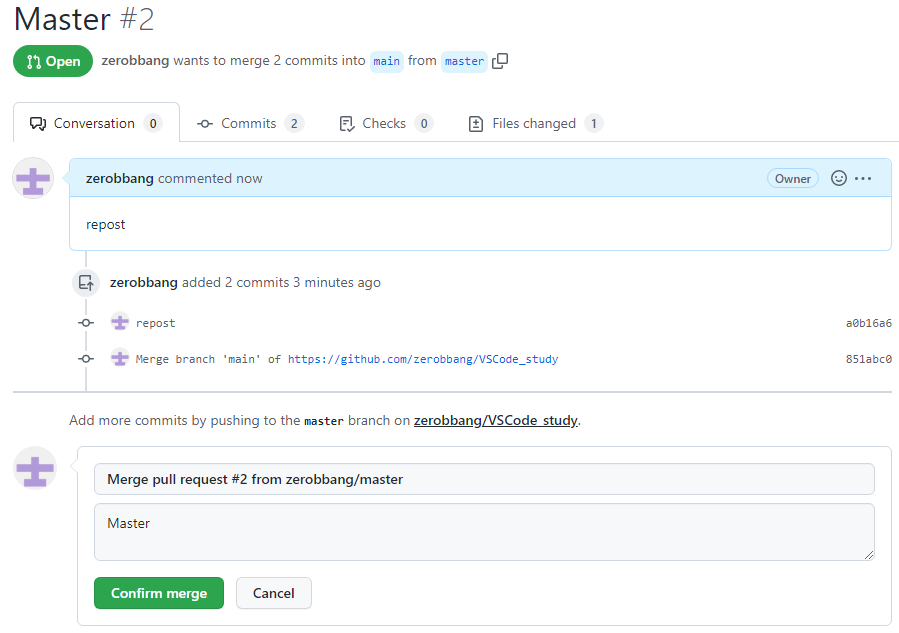 Master #2
Open zerobbang wants to merge 2 commits into main from master
Conversation 0 Commits 2 Checks 0 Files changed 1
zerobbang commented now Owner
repost
zerobbang added 2 commits 3 minutes ago
repost a0b16a6
Merge branch 'main' of https://github.com/zerobbang/VSCode_study 851abc0
Add more commits by pushing to the master branch on zerobbang/VSCode_study.
Merge pull request #2 from zerobbang/master
Master
Confirm merge Cancel